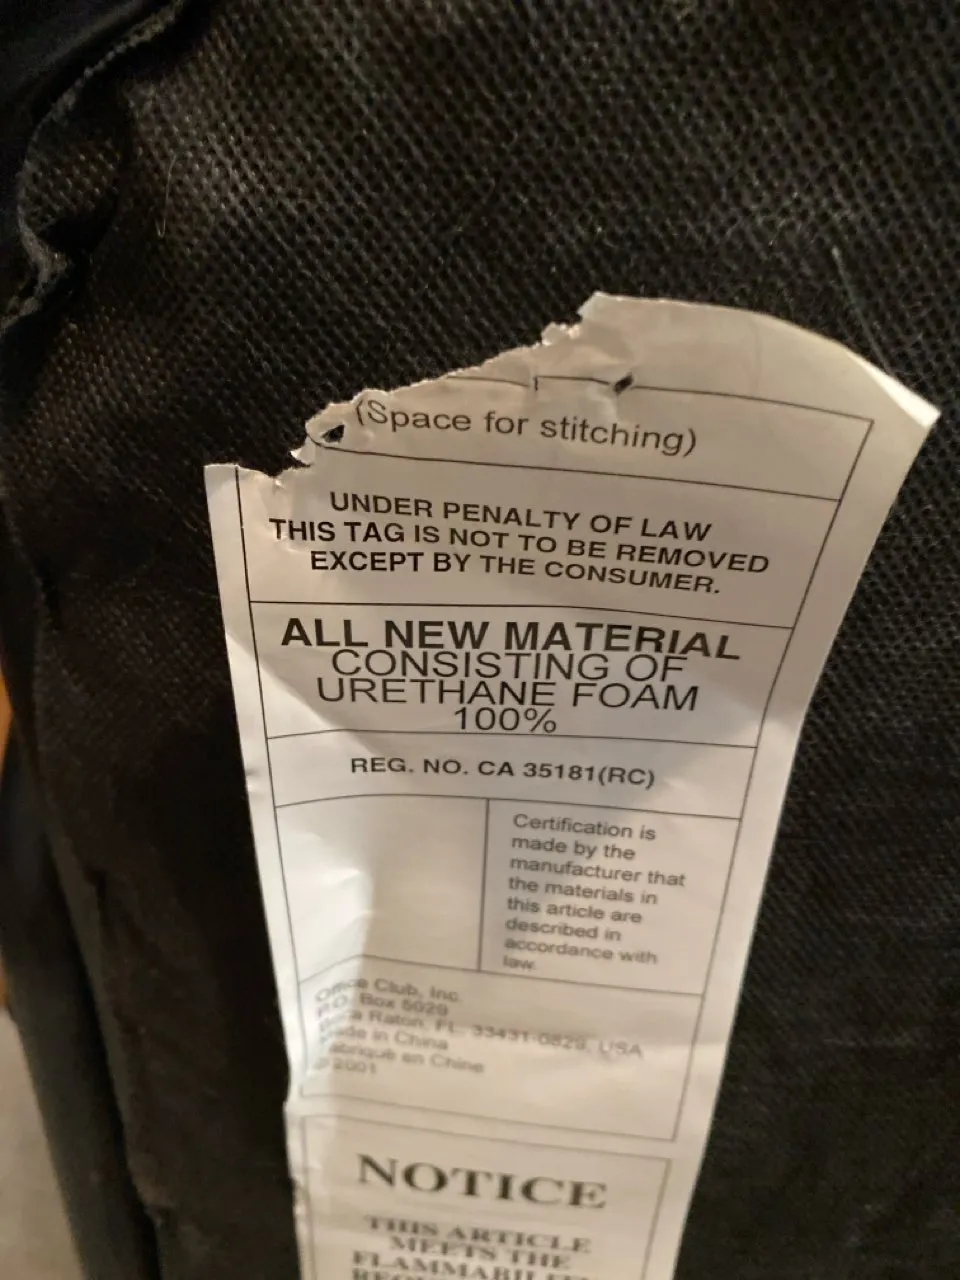 (Space for stitching)
UNDER PENALTY OF LAW
THIS TAG IS NOT TO BE REMOVED
EXCEPT BY THE CONSUMER.
ALL NEW MATERIAL
CONSISTING OF
URETHANE FOAM
100%
REG. NO. CA 35181(RC)
Certification is
made by the
manufacturer that
the materials in
this article are
described in
accordance with
law.
Office Club, Inc.
P.O. Box 5029
Boca Raton, FL. 33431-0829, USA
Made in China
Fabriqué en Chine
© 2001
NOTICE
THIS ARTICLE
MEETS THE